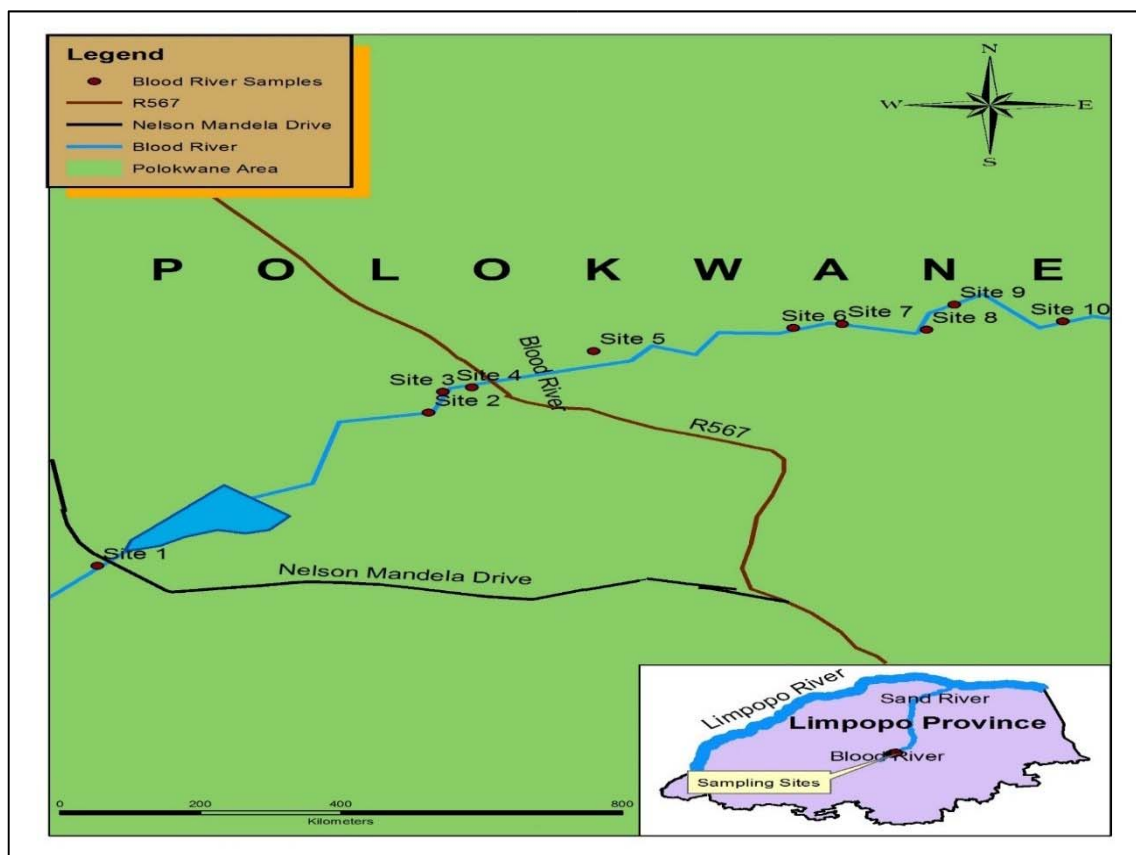 Legend
Blood River Samples
R567
Nelson Mandela Drive
Blood River
Polokwane Area
N
W E
S
P O L O K W A N E
Site 9
Site 6 Site 7 Site 10
Site 8
Site 5
Blood River
Site 3 Site 4
Site 2
R567
Site 1
Nelson Mandela Drive
Limpopo River
Sand River
Limpopo Province
Blood River
Sampling Sites
0 200 400 800
Kilometers